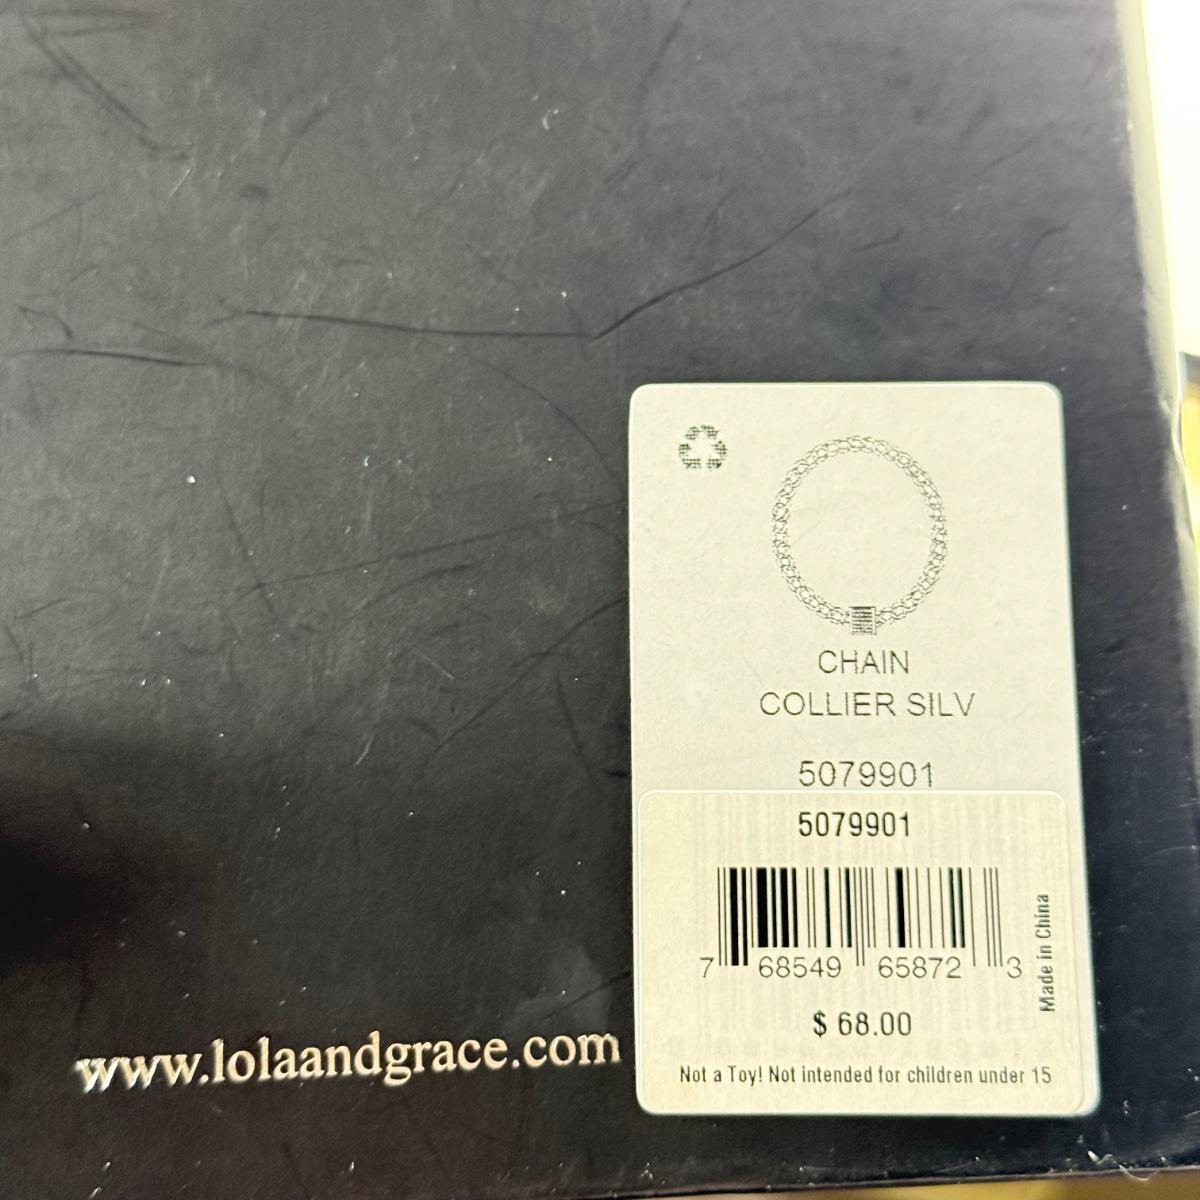 CHAIN
COLLIER SILV
5079901
5079901
7 68549 65872 3
Made in China
$ 68.00
Not a Toy! Not intended for children under 15
www.lolaandgrace.com